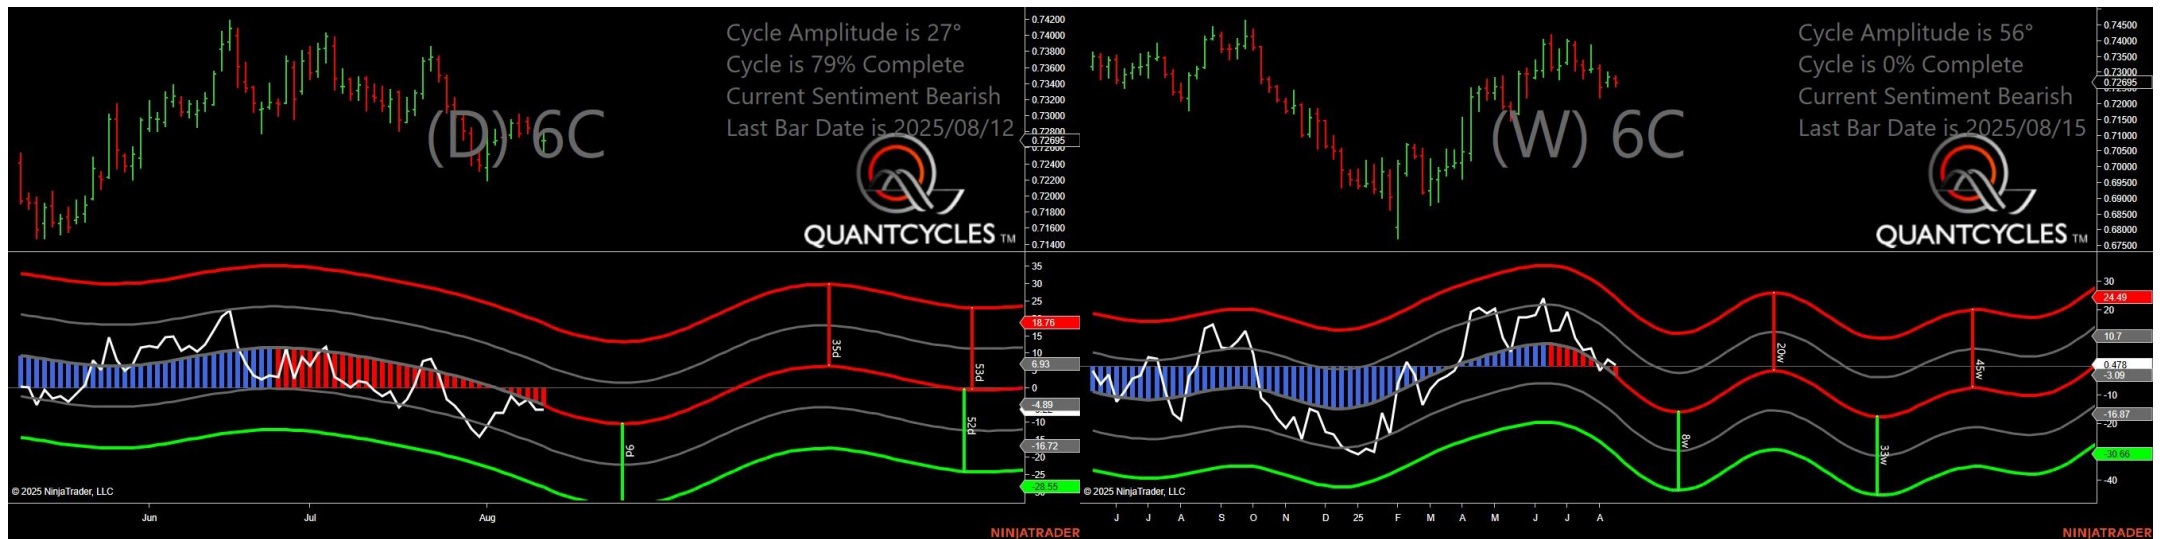 Cycle Amplitude is 27°
Cycle is 79% Complete
Current Sentiment Bearish
Last Bar Date is 2025/08/12
(D) 6C
QUANTCYCLES TM
0.74200
0.74000
0.73800
0.73600
0.73400
0.73200
0.73000
0.72800
0.72695
0.72400
0.72200
0.72000
0.71800
0.71600
0.71400
35
30
25
18.76
15
10
6.93
5
0
-4.89
-10
-16.72
-20
-25
-28.55
9d
35d
53d
52d
© 2025 NinjaTrader, LLC
Jun Jul Aug
NINJATRADER
Cycle Amplitude is 56°
Cycle is 0% Complete
Current Sentiment Bearish
Last Bar Date is 2025/08/15
(W) 6C
QUANTCYCLES TM
0.74500
0.74000
0.73500
0.73000
0.72695
0.72000
0.71500
0.71000
0.70500
0.70000
0.69500
0.69000
0.68500
0.68000
0.67500
30
24.49
20
10.7
0.478
-3.09
-10
-16.87
-20
-30.66
-40
8w
20w
33w
45w
© 2025 NinjaTrader, LLC
J J A S O N D 25 F M A M J J A
NINJATRADER